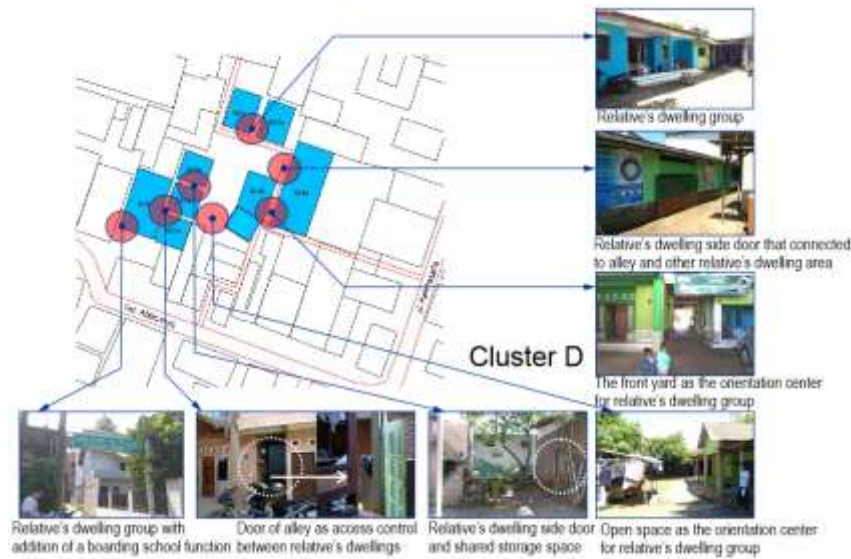 Relative's dwelling group
Relative's dwelling side door that connected
to alley and other relative's dwelling area
Cluster D
The front yard as the orientation center
for relative's dwelling group
Relative's dwelling group with
addition of a boarding school function
Door of alley as access control
between relative's dwellings
Relative's dwelling side door
and shared storage space
Open space as the orientation center
for relative's dwelling group